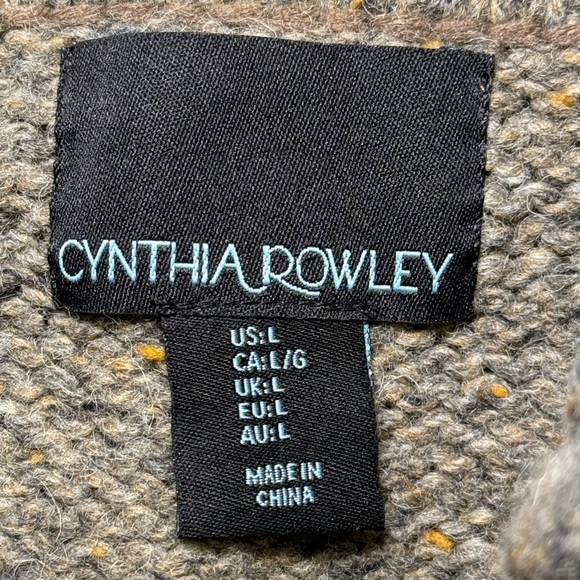 CYNTHIA ROWLEY
US:L
CA:L/G
UK:L
EU:L
AU:L
MADE IN
CHINA